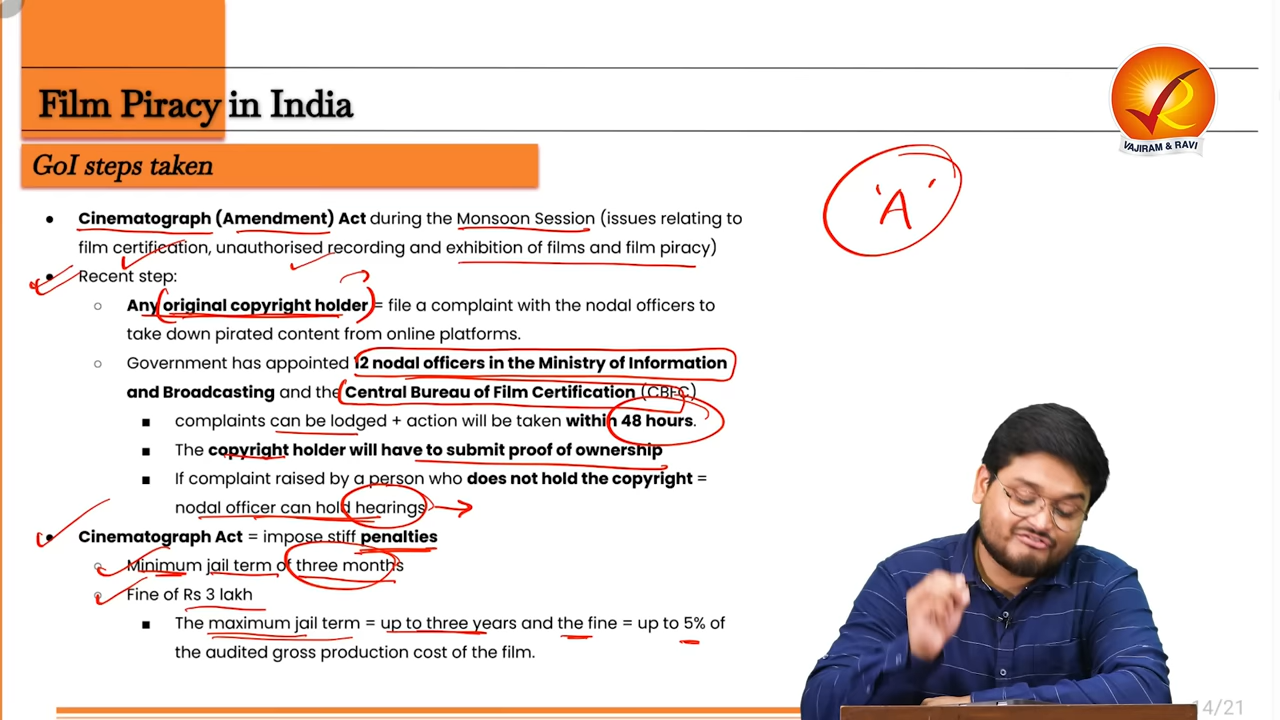 Film Piracy in India
VAJIRAM & RAVI
GoI steps taken
'A'
● Cinematograph (Amendment) Act during the Monsoon Session (issues relating to
film certification, unauthorised recording and exhibition of films and film piracy)
● Recent step:
○ Any original copyright holder = file a complaint with the nodal officers to
take down pirated content from online platforms.
○ Government has appointed 12 nodal officers in the Ministry of Information
and Broadcasting and the Central Bureau of Film Certification (CBFC)
■ complaints can be lodged + action will be taken within 48 hours.
■ The copyright holder will have to submit proof of ownership
■ If complaint raised by a person who does not hold the copyright =
nodal officer can hold hearings
● Cinematograph Act = impose stiff penalties
○ Minimum jail term of three months
○ Fine of Rs 3 lakh
■ The maximum jail term = up to three years and the fine = up to 5% of
the audited gross production cost of the film.
14/21